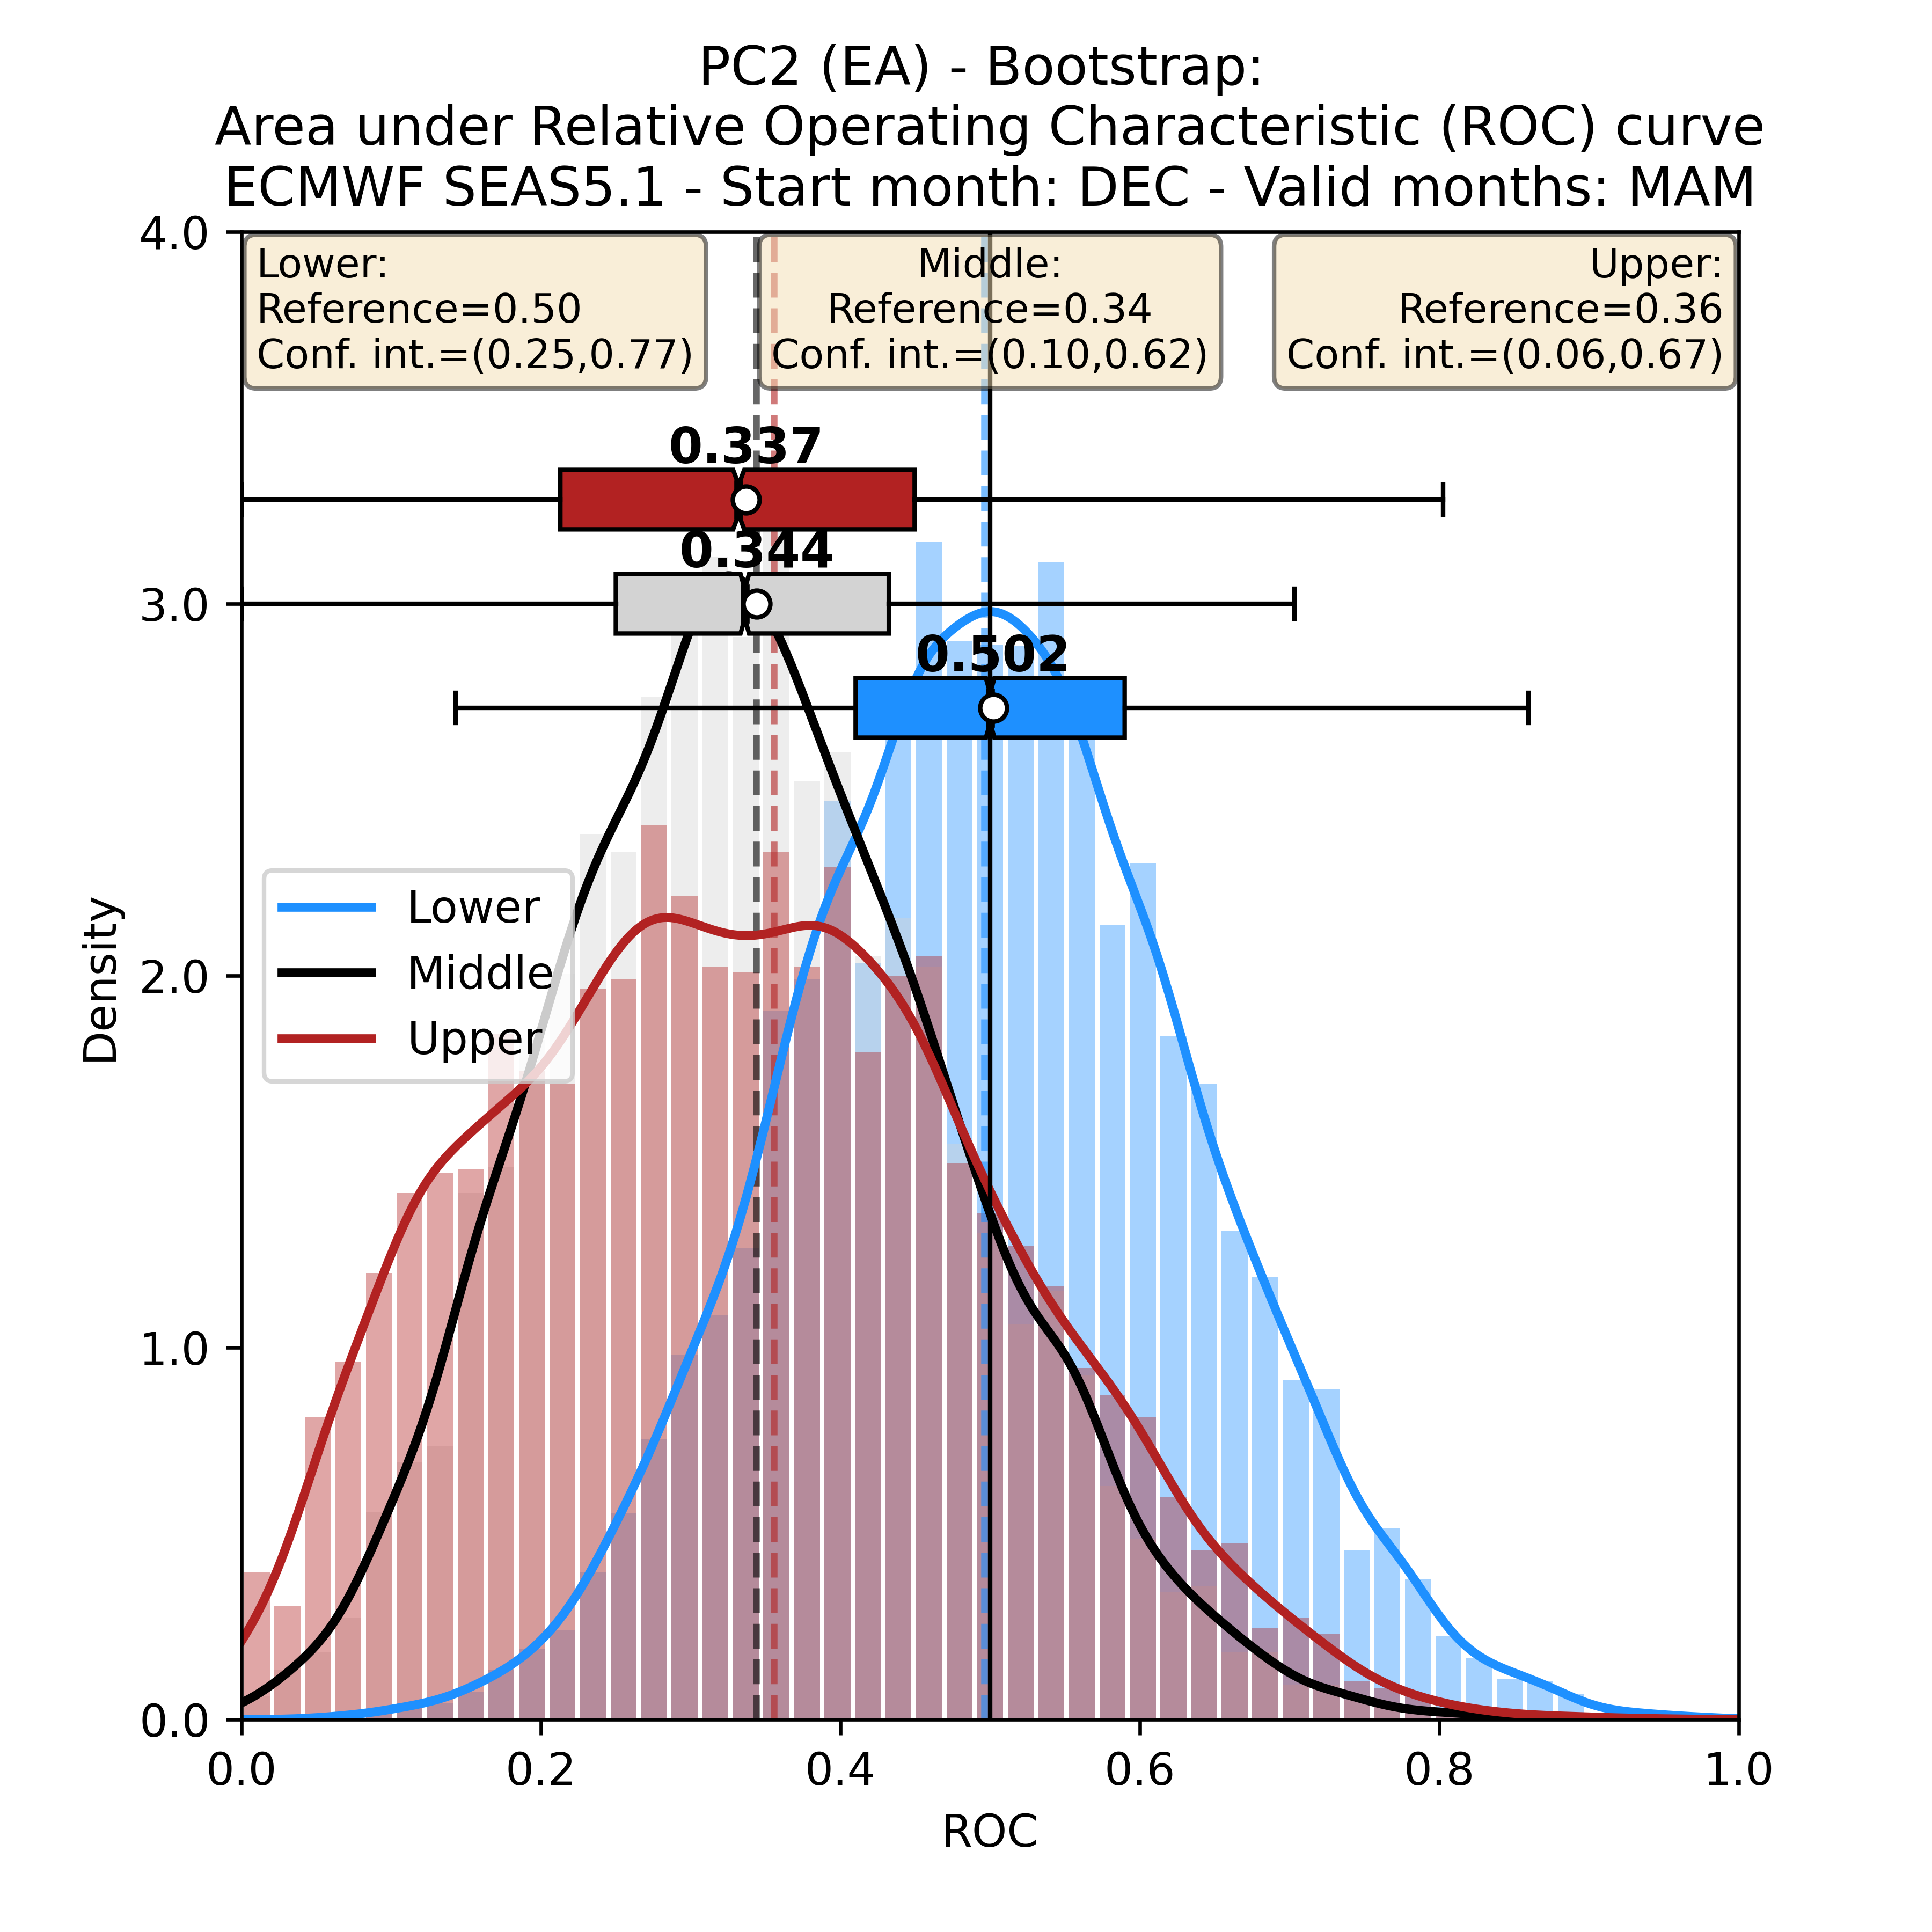 PC2 (EA) - Bootstrap:
Area under Relative Operating Characteristic (ROC) curve
ECMWF SEAS5.1 - Start month: DEC - Valid months: MAM
Lower:
Reference=0.50
Conf. int.=(0.25,0.77)
Middle:
Reference=0.34
Conf. int.=(0.10,0.62)
Upper:
Reference=0.36
Conf. int.=(0.06,0.67)
0.337
0.344
0.502
Lower
Middle
Upper
Density
4.0
3.0
2.0
1.0
0.0
0.0 0.2 0.4 0.6 0.8 1.0
ROC